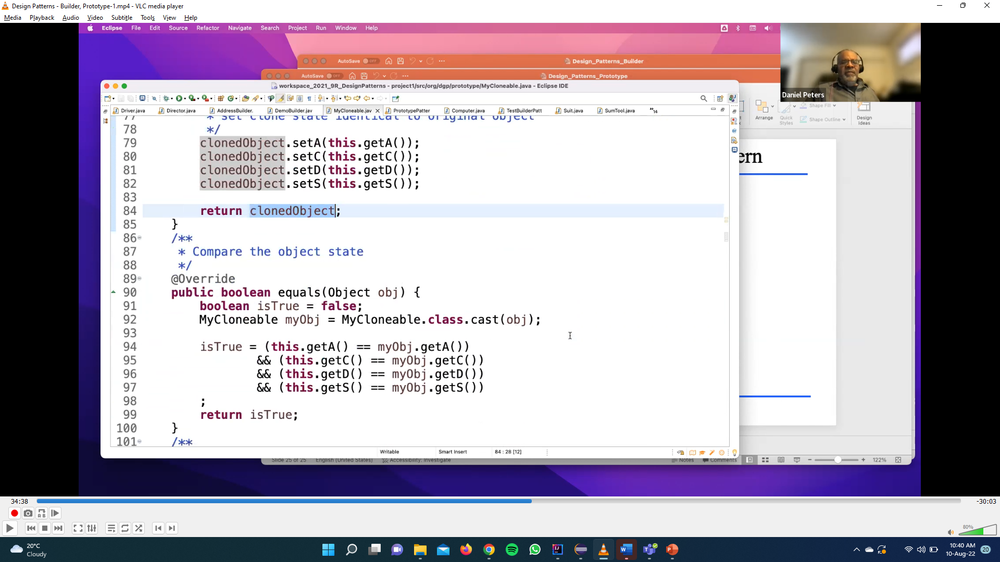 Design Patterns - Builder, Prototype-1.mp4 - VLC media player
Media Playback Audio Video Subtitle Tools View Help
Eclipse File Edit Source Refactor Navigate Search Project Run Window Help
AutoSave OFF Design_Patterns_Builder
AutoSave OFF Design_Patterns_Prototype
workspace_2021_9R_DesignPatterns - project1/src/org/dgp/prototype/MyCloneable.java - Eclipse IDE
Daniel Peters
Driver.java Director.java AddressBuilder. DemoBuilder.jav MyCloneable.jav PrototypePatter Computer.java TestBuilderPatt Suit.java SumTool.java »14
Arrange Quick Styles Shape Fill Shape Outline Design Ideas
77 * set clone state identical to original object
78 */
79 clonedObject.setA(this.getA());
80 clonedObject.setC(this.getC());
81 clonedObject.setD(this.getD());
82 clonedObject.setS(this.getS());
83
84 return clonedObject;
85 }
86 /**
87 * Compare the object state
88 */
89 @Override
90 public boolean equals(Object obj) {
91 boolean isTrue = false;
92 MyCloneable myObj = MyCloneable.class.cast(obj);
93
94 isTrue = (this.getA() == myObj.getA())
95 && (this.getC() == myObj.getC())
96 && (this.getD() == myObj.getD())
97 && (this.getS() == myObj.getS())
98 ;
99 return isTrue;
100 }
101 /**
ern
Writable Smart Insert 84 : 28 [12]
Slide 25 of 25 English (United States) Accessibility: Investigate Notes Comments 122%
34:38 -30:03
80%
20°C
Cloudy
10:40 AM
10-Aug-22
20